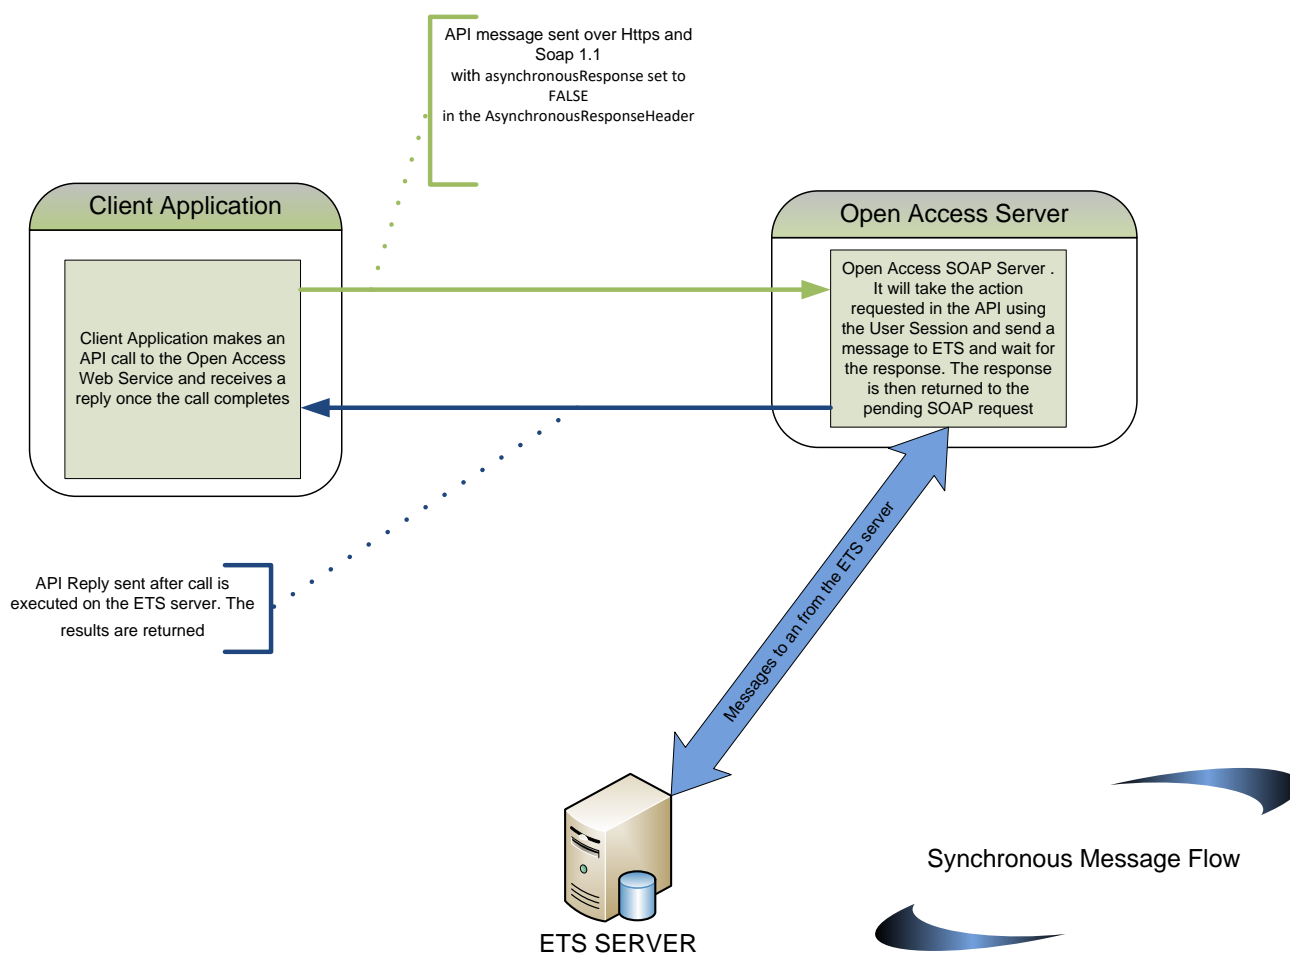 API message sent over Https and
Soap 1.1
with asynchronousResponse set to
FALSE
in the AsynchronousResponseHeader
Client Application
Open Access Server
Client Application makes an
API call to the Open Access
Web Service and receives a
reply once the call completes
Open Access SOAP Server .
It will take the action
requested in the API using
the User Session and send a
message to ETS and wait for
the response. The response
is then returned to the
pending SOAP request
API Reply sent after call is
executed on the ETS server. The
results are returned
Messages to an from the ETS server
Synchronous Message Flow
ETS SERVER